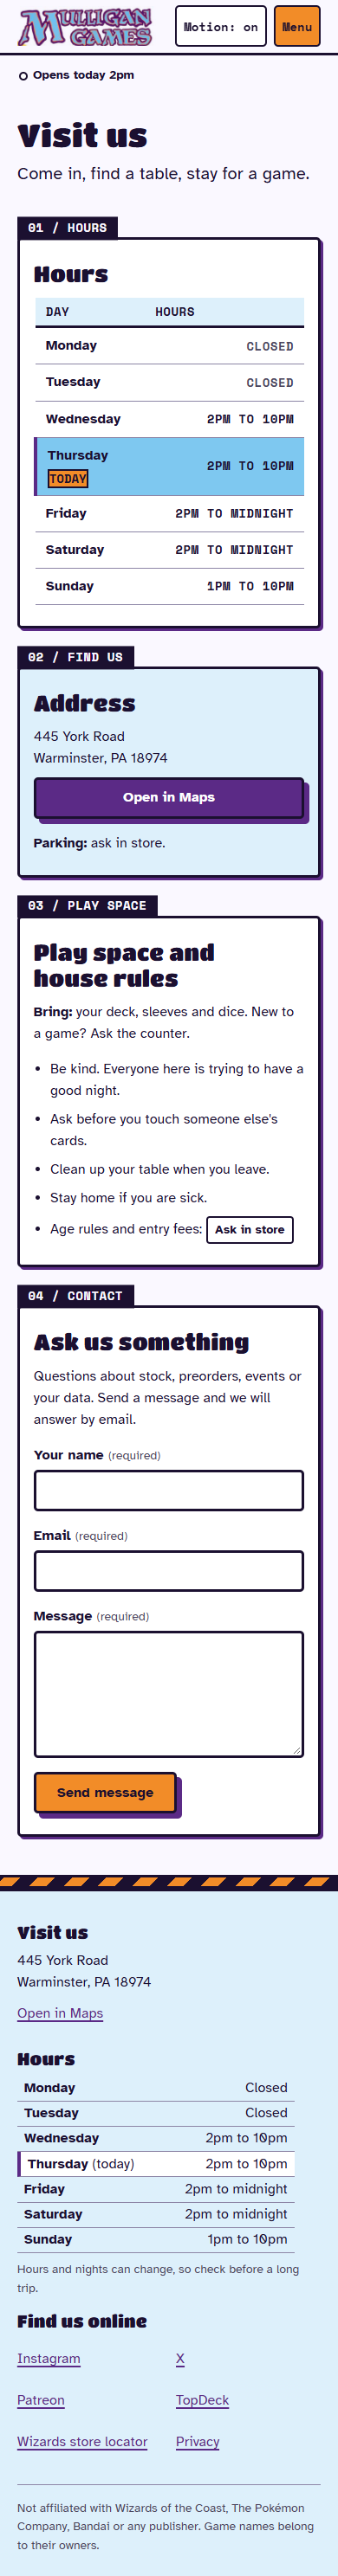 MULLIGAN
GAMES
Motion: on
Menu
Opens today 2pm
Visit us
Come in, find a table, stay for a game.
01 / HOURS
Hours
DAY HOURS
Monday CLOSED
Tuesday CLOSED
Wednesday 2PM TO 10PM
Thursday 2PM TO 10PM
TODAY
Friday 2PM TO MIDNIGHT
Saturday 2PM TO MIDNIGHT
Sunday 1PM TO 10PM
02 / FIND US
Address
445 York Road
Warminster, PA 18974
Open in Maps
Parking: ask in store.
03 / PLAY SPACE
Play space and
house rules
Bring: your deck, sleeves and dice. New to
a game? Ask the counter.
• Be kind. Everyone here is trying to have a
good night.
• Ask before you touch someone else's
cards.
• Clean up your table when you leave.
• Stay home if you are sick.
• Age rules and entry fees: Ask in store
04 / CONTACT
Ask us something
Questions about stock, preorders, events or
your data. Send a message and we will
answer by email.
Your name (required)
Email (required)
Message (required)
Send message
Visit us
445 York Road
Warminster, PA 18974
Open in Maps
Hours
Monday Closed
Tuesday Closed
Wednesday 2pm to 10pm
Thursday (today) 2pm to 10pm
Friday 2pm to midnight
Saturday 2pm to midnight
Sunday 1pm to 10pm
Hours and nights can change, so check before a long
trip.
Find us online
Instagram X
Patreon TopDeck
Wizards store locator Privacy
Not affiliated with Wizards of the Coast, The Pokémon
Company, Bandai or any publisher. Game names belong
to their owners.